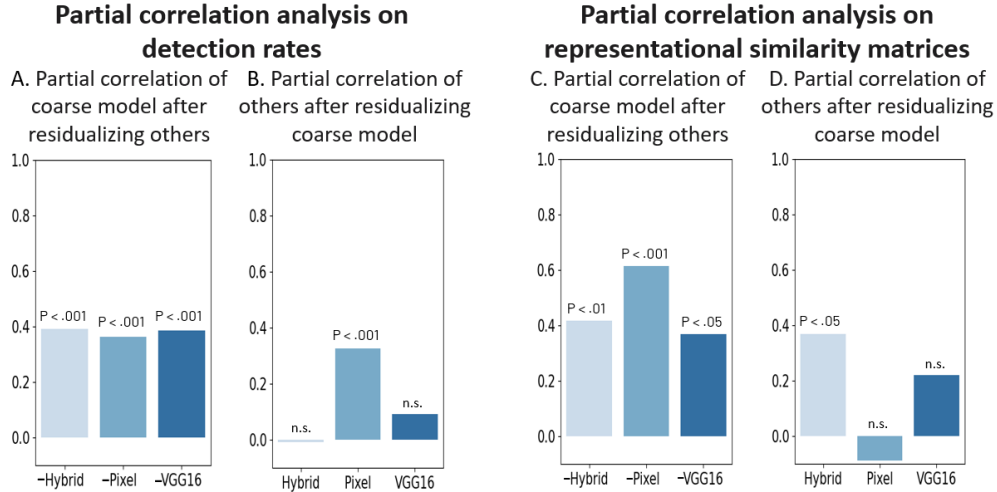 Partial correlation analysis on
detection rates
Partial correlation analysis on
representational similarity matrices
A. Partial correlation of
coarse model after
residualizing others
B. Partial correlation of
others after residualizing
coarse model
C. Partial correlation of
coarse model after
residualizing others
D. Partial correlation of
others after residualizing
coarse model
1.0
0.8
0.6
0.4
0.2
0.0
P < .001
P < .001
P < .001
−Hybrid
−Pixel
−VGG16
1.0
0.8
0.6
0.4
0.2
0.0
n.s.
P < .001
n.s.
Hybrid
Pixel
VGG16
1.0
0.8
0.6
0.4
0.2
0.0
P < .01
P < .001
P < .05
−Hybrid
−Pixel
−VGG16
1.0
0.8
0.6
0.4
0.2
0.0
P < .05
n.s.
n.s.
Hybrid
Pixel
VGG16